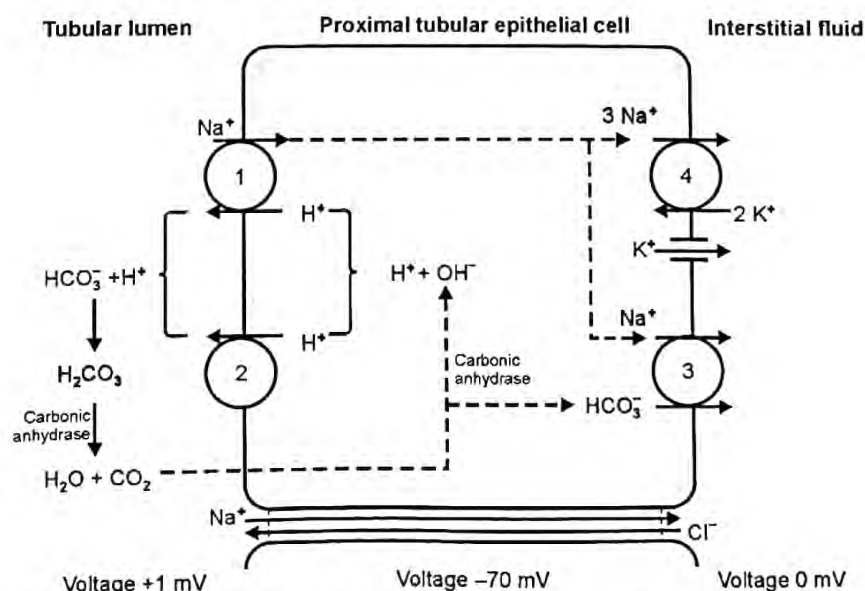 Tubular lumen Proximal tubular epithelial cell Interstitial fluid
Na⁺ 3 Na⁺
1 4
H⁺ 2 K⁺
K⁺
HCO₃⁻ +H⁺ H⁺ + OH⁻
H⁺ Na⁺
H₂CO₃ 2 Carbonic anhydrase 3
Carbonic
anhydrase
HCO₃⁻
H₂O + CO₂
Na⁺
Cl⁻
Voltage +1 mV Voltage –70 mV Voltage 0 mV